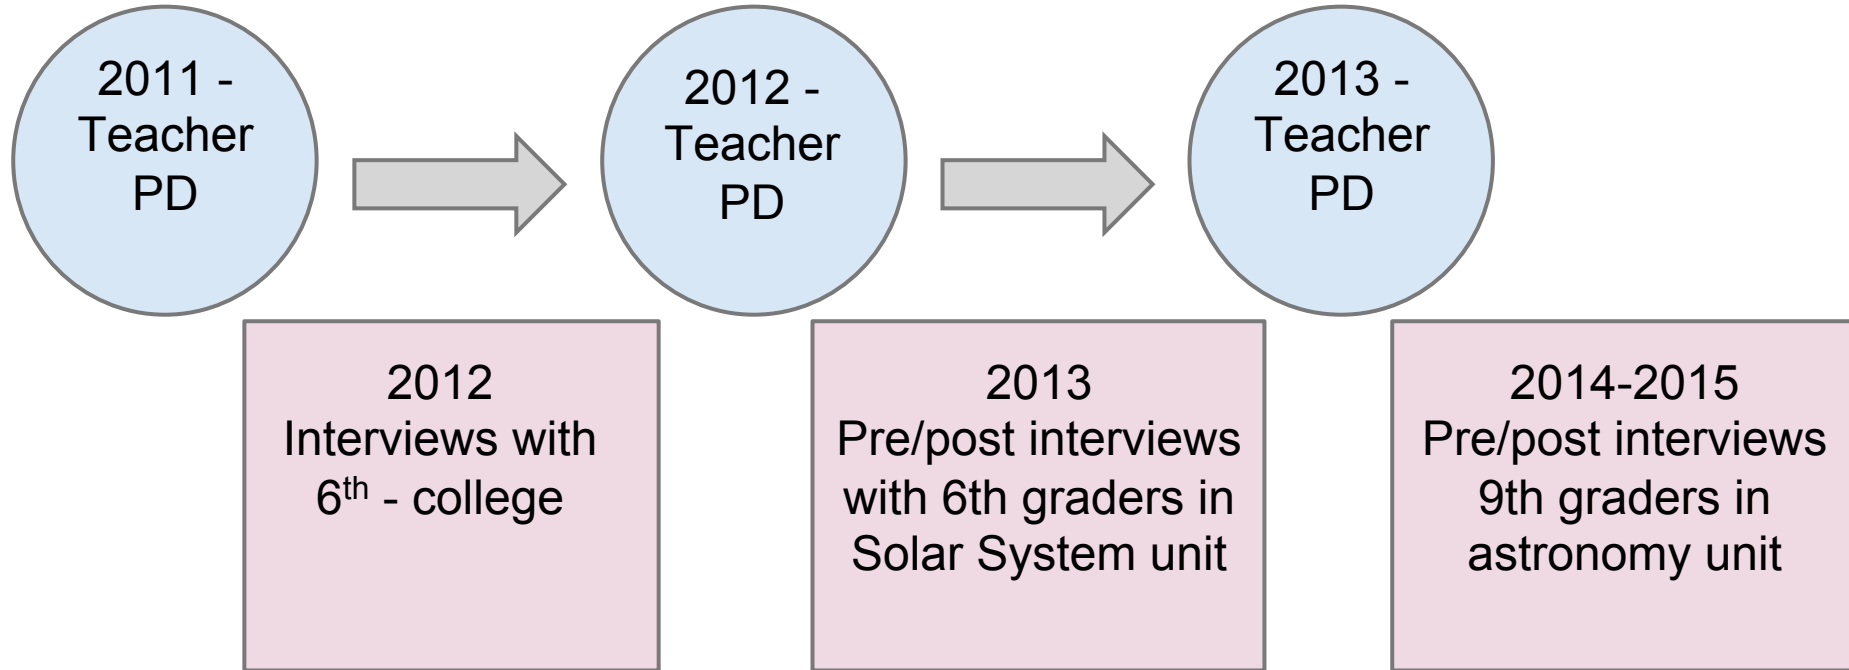 2011 -
Teacher
PD
2012 -
Teacher
PD
2013 -
Teacher
PD
2012
Interviews with
6th - college
2013
Pre/post interviews
with 6th graders in
Solar System unit
2014-2015
Pre/post interviews
9th graders in
astronomy unit